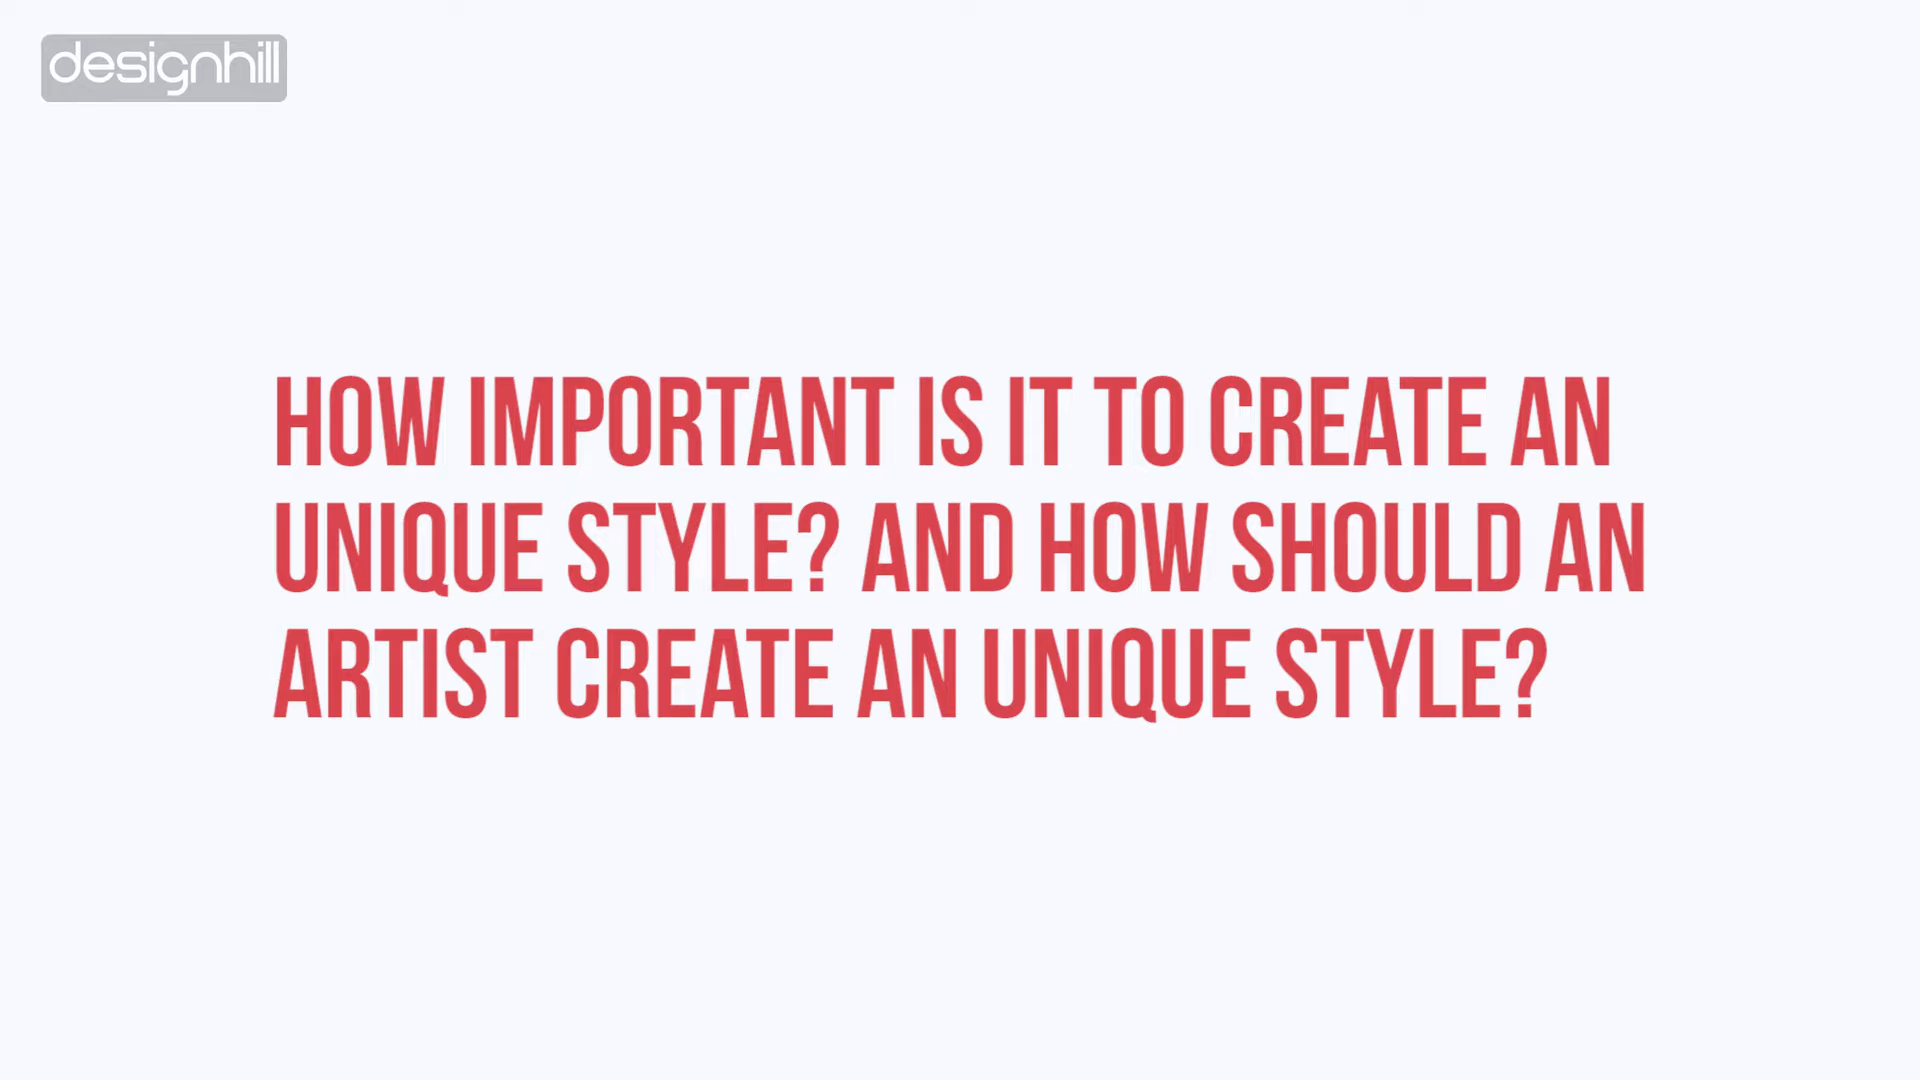 designhill
HOW IMPORTANT IS IT TO CREATE AN
UNIQUE STYLE? AND HOW SHOULD AN
ARTIST CREATE AN UNIQUE STYLE?